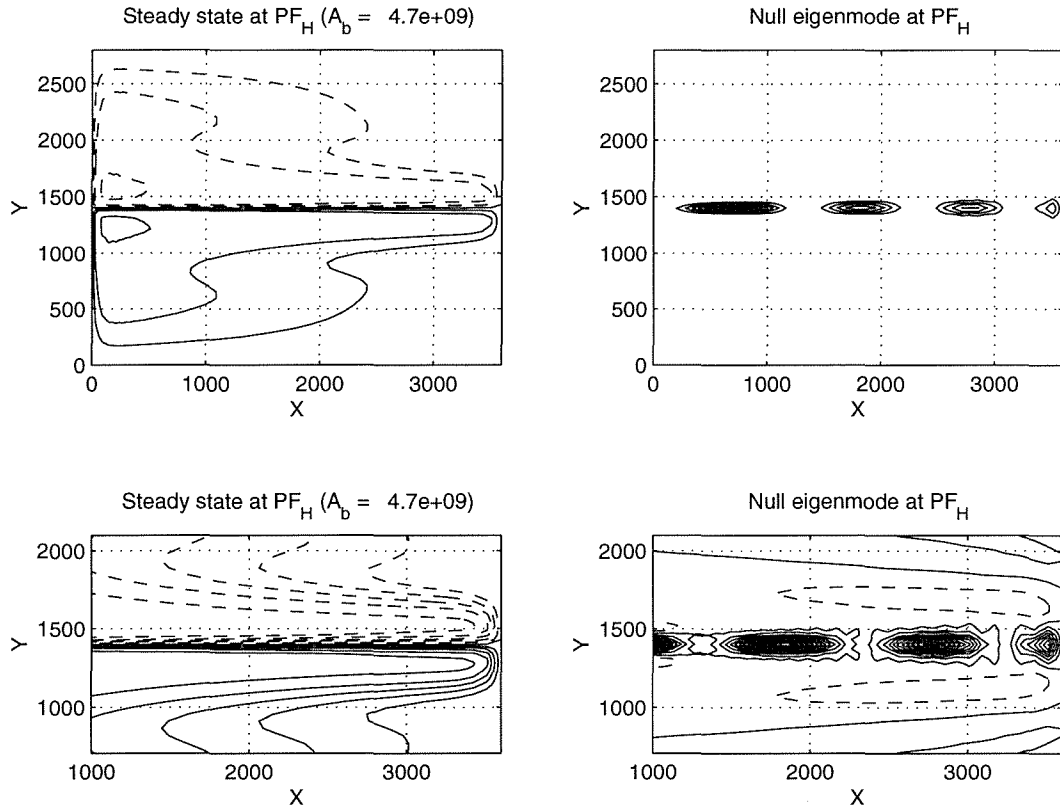 Steady state at PF_H (A_b = 4.7e+09)
Y
2500
2000
1500
1000
500
0
0 1000 2000 3000
X
Null eigenmode at PF_H
Y
2500
2000
1500
1000
500
0
0 1000 2000 3000
X
Steady state at PF_H (A_b = 4.7e+09)
Y
2000
1500
1000
1000 2000 3000
X
Null eigenmode at PF_H
Y
2000
1500
1000
1000 2000 3000
X